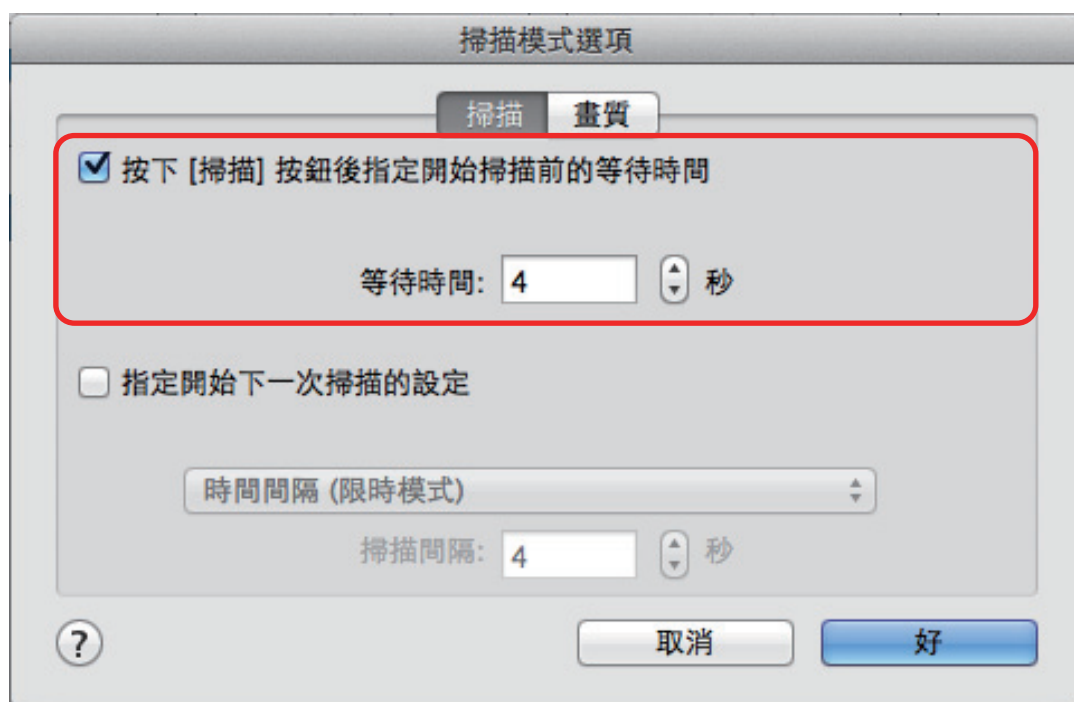 掃描模式選項
掃描 畫質
按下 [掃描] 按鈕後指定開始掃描前的等待時間
等待時間: 4 秒
指定開始下一次掃描的設定
時間間隔 (限時模式)
掃描間隔: 4 秒
? 取消 好